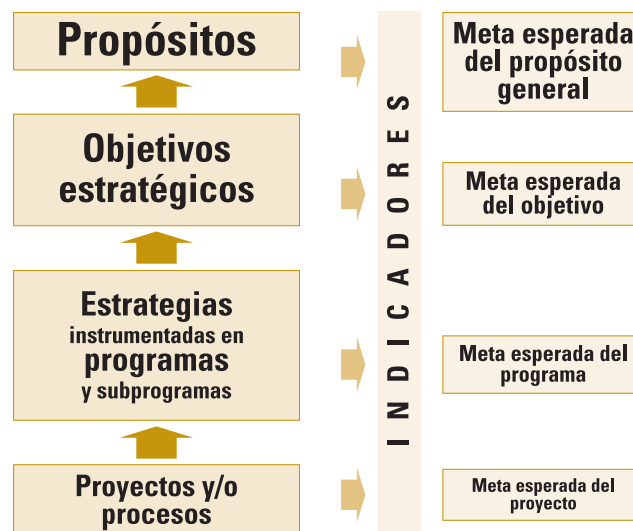 Propósitos
Objetivos
estratégicos
Estrategias
instrumentadas en
programas
y subprogramas
Proyectos y/o
procesos
INDICADORES
Meta esperada
del propósito
general
Meta esperada
del objetivo
Meta esperada del
programa
Meta esperada del
proyecto